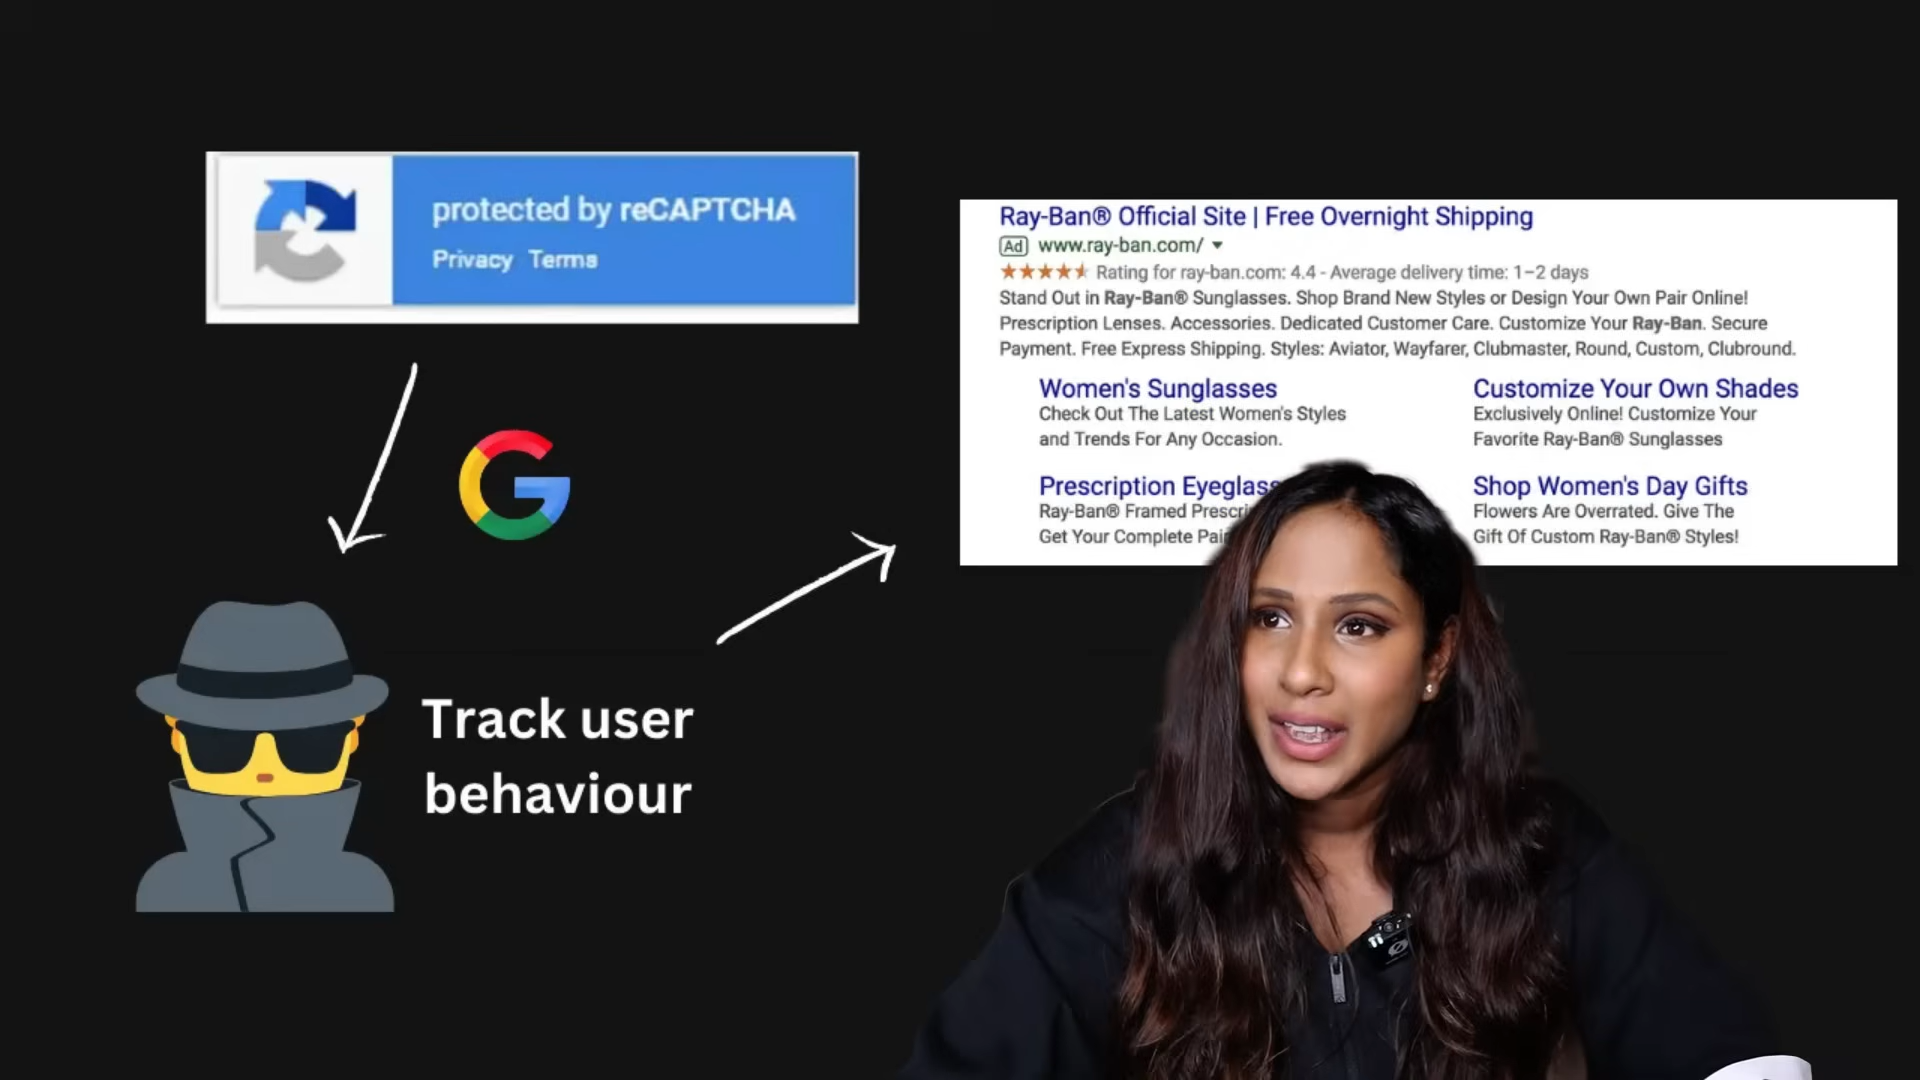 protected by reCAPTCHA
Privacy Terms
Ray-Ban® Official Site | Free Overnight Shipping
Ad www.ray-ban.com/
Rating for ray-ban.com: 4.4 - Average delivery time: 1–2 days
Stand Out in Ray-Ban® Sunglasses. Shop Brand New Styles or Design Your Own Pair Online!
Prescription Lenses. Accessories. Dedicated Customer Care. Customize Your Ray-Ban. Secure
Payment. Free Express Shipping. Styles: Aviator, Wayfarer, Clubmaster, Round, Custom, Clubround.
Women's Sunglasses
Check Out The Latest Women's Styles
and Trends For Any Occasion.
Customize Your Own Shades
Exclusively Online! Customize Your
Favorite Ray-Ban® Sunglasses
Prescription Eyeglass
Ray-Ban® Framed Prescri
Get Your Complete Pai
Shop Women's Day Gifts
Flowers Are Overrated. Give The
Gift Of Custom Ray-Ban® Styles!
Track user
behaviour